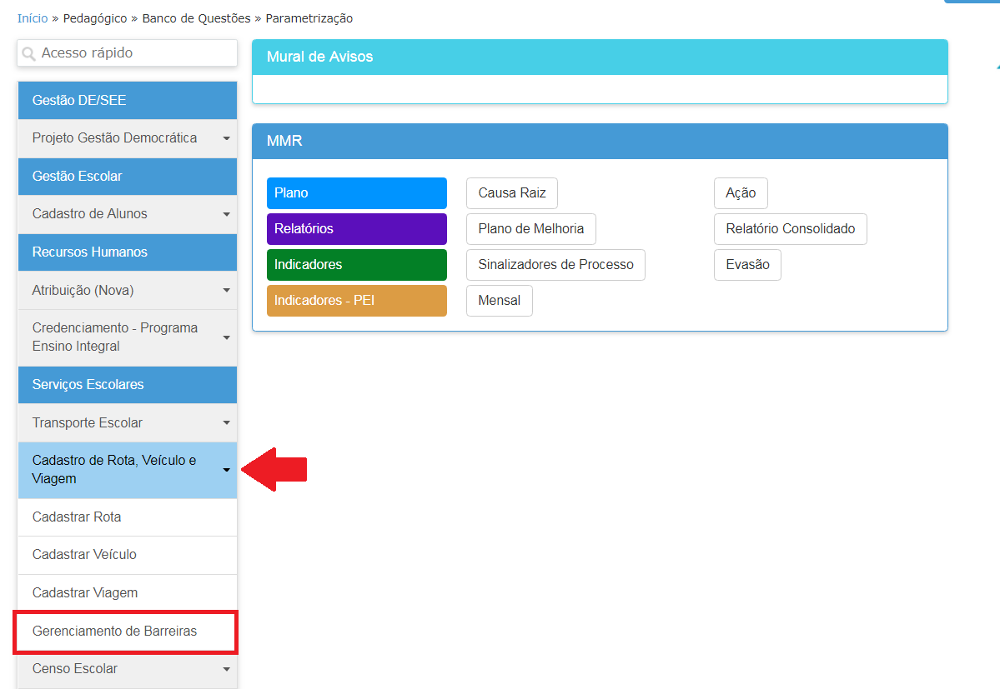 Início » Pedagógico » Banco de Questões » Parametrização
Acesso rápido
Gestão DE/SEE
Projeto Gestão Democrática
Gestão Escolar
Cadastro de Alunos
Recursos Humanos
Atribuição (Nova)
Credenciamento - Programa
Ensino Integral
Serviços Escolares
Transporte Escolar
Cadastro de Rota, Veículo e
Viagem
Cadastrar Rota
Cadastrar Veículo
Cadastrar Viagem
Gerenciamento de Barreiras
Censo Escolar
Mural de Avisos
MMR
Plano Causa Raiz Ação
Relatórios Plano de Melhoria Relatório Consolidado
Indicadores Sinalizadores de Processo Evasão
Indicadores - PEI Mensal